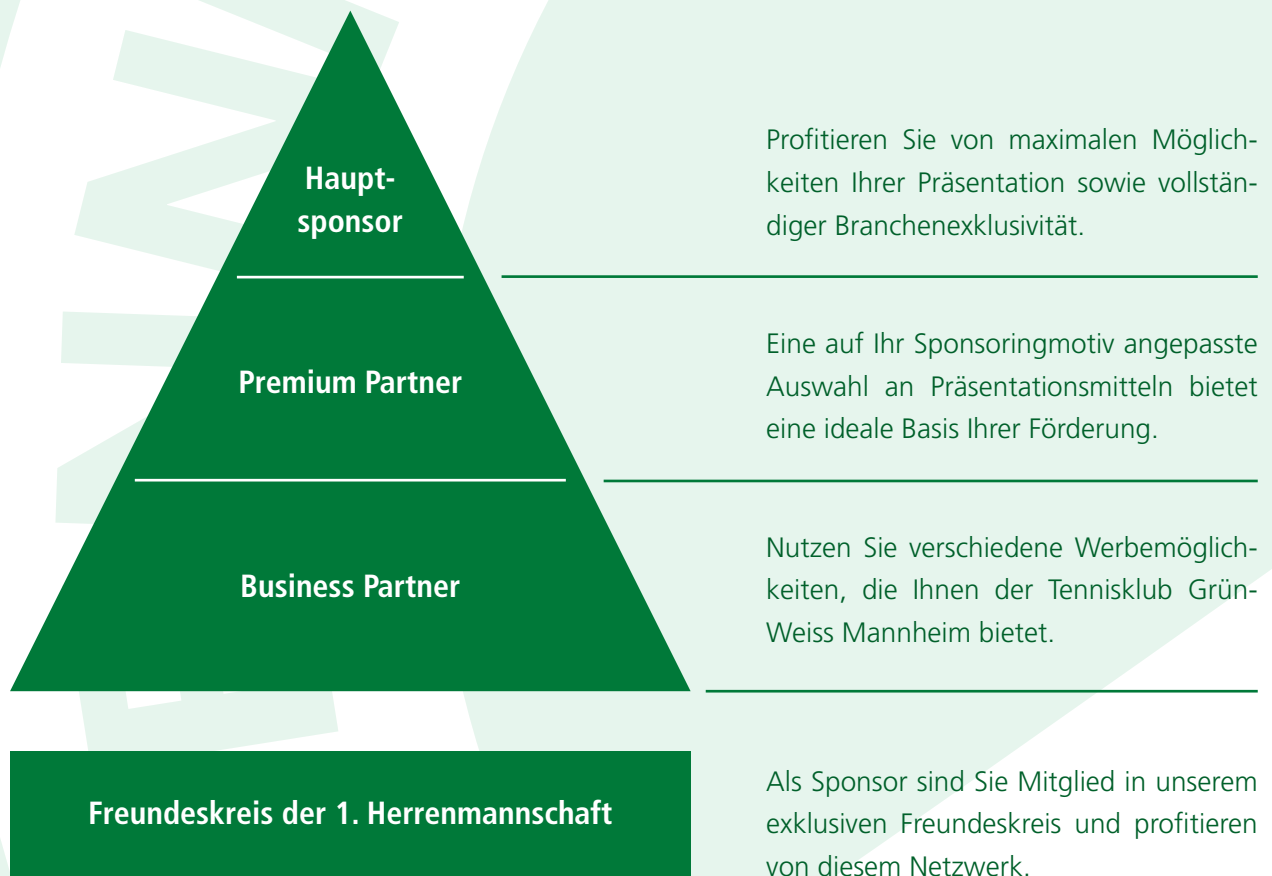 Haupt-
sponsor
Profitieren Sie von maximalen Möglich-
keiten Ihrer Präsentation sowie vollstän-
diger Branchenexklusivität.
Premium Partner
Eine auf Ihr Sponsoringmotiv angepasste
Auswahl an Präsentationsmitteln bietet
eine ideale Basis Ihrer Förderung.
Business Partner
Nutzen Sie verschiedene Werbemöglich-
keiten, die Ihnen der Tennisklub Grün-
Weiss Mannheim bietet.
Freundeskreis der 1. Herrenmannschaft
Als Sponsor sind Sie Mitglied in unserem
exklusiven Freundeskreis und profitieren
von diesem Netzwerk.